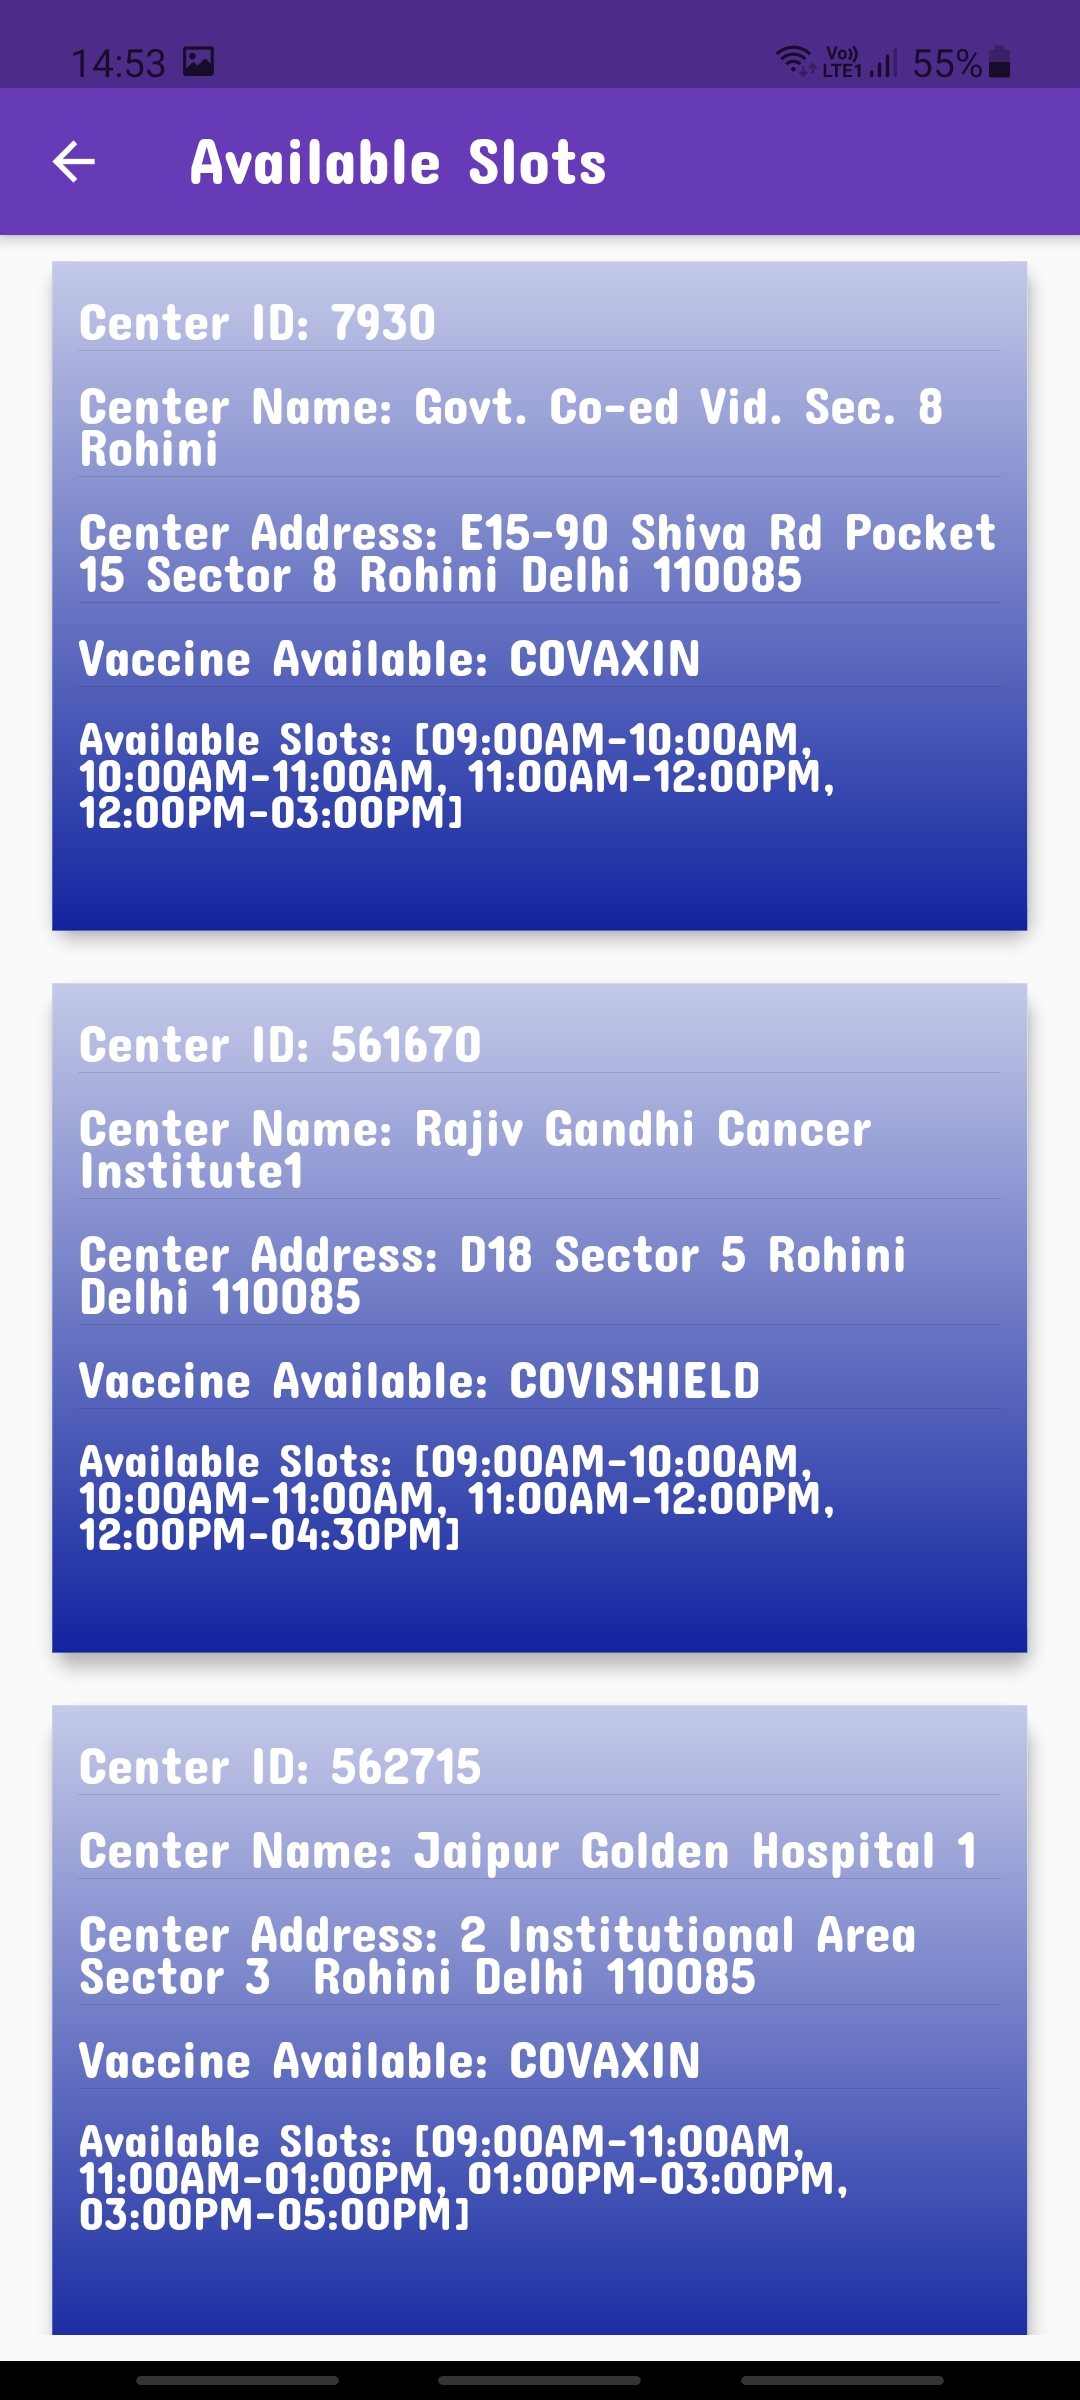 14:53 Vo)) LTE1 55%
Available Slots
Center ID: 7930
Center Name: Govt. Co-ed Vid. Sec. 8
Rohini
Center Address: E15-90 Shiva Rd Pocket
15 Sector 8 Rohini Delhi 110085
Vaccine Available: COVAXIN
Available Slots: [09:00AM-10:00AM,
10:00AM-11:00AM, 11:00AM-12:00PM,
12:00PM-03:00PM]
Center ID: 561670
Center Name: Rajiv Gandhi Cancer
Institute1
Center Address: D18 Sector 5 Rohini
Delhi 110085
Vaccine Available: COVISHIELD
Available Slots: [09:00AM-10:00AM,
10:00AM-11:00AM, 11:00AM-12:00PM,
12:00PM-04:30PM]
Center ID: 562715
Center Name: Jaipur Golden Hospital 1
Center Address: 2 Institutional Area
Sector 3  Rohini Delhi 110085
Vaccine Available: COVAXIN
Available Slots: [09:00AM-11:00AM,
11:00AM-01:00PM, 01:00PM-03:00PM,
03:00PM-05:00PM]